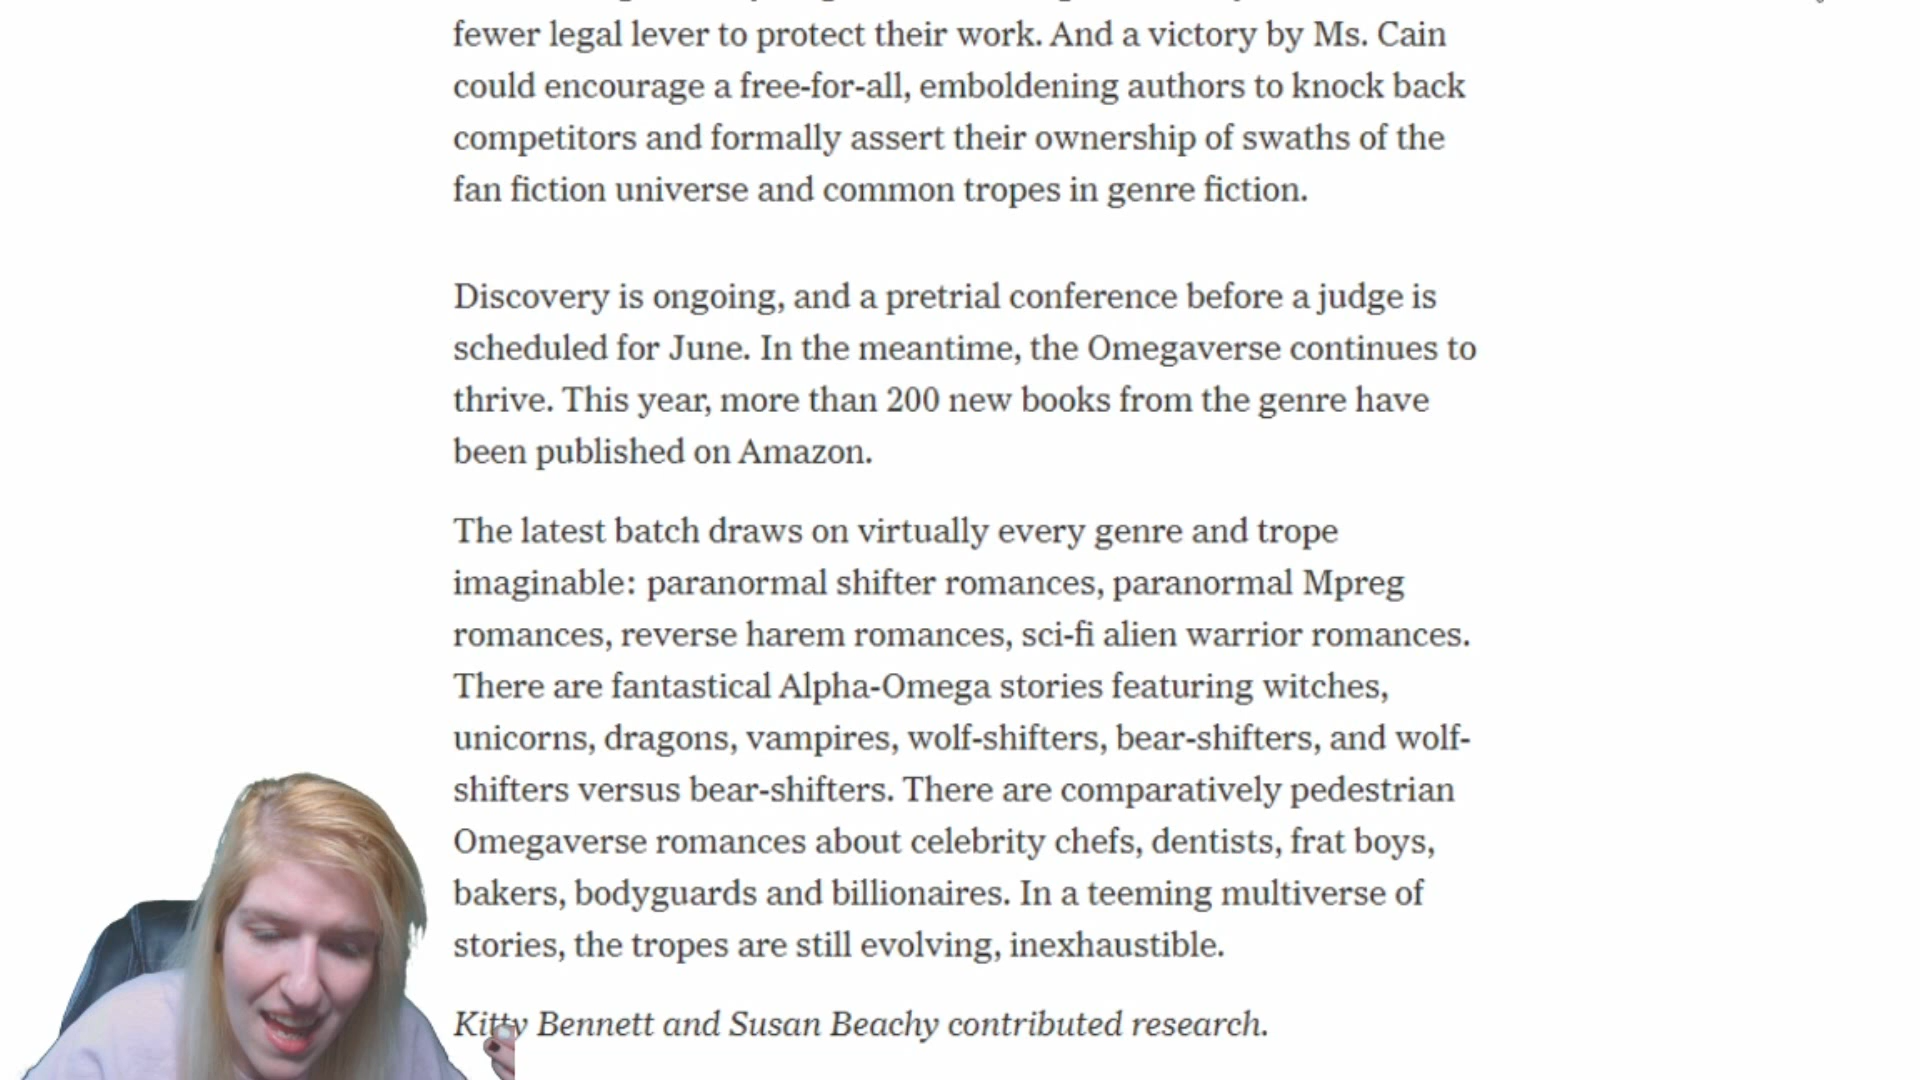 fewer legal lever to protect their work. And a victory by Ms. Cain
could encourage a free-for-all, emboldening authors to knock back
competitors and formally assert their ownership of swaths of the
fan fiction universe and common tropes in genre fiction.
Discovery is ongoing, and a pretrial conference before a judge is
scheduled for June. In the meantime, the Omegaverse continues to
thrive. This year, more than 200 new books from the genre have
been published on Amazon.
The latest batch draws on virtually every genre and trope
imaginable: paranormal shifter romances, paranormal Mpreg
romances, reverse harem romances, sci-fi alien warrior romances.
There are fantastical Alpha-Omega stories featuring witches,
unicorns, dragons, vampires, wolf-shifters, bear-shifters, and wolf-
shifters versus bear-shifters. There are comparatively pedestrian
Omegaverse romances about celebrity chefs, dentists, frat boys,
bakers, bodyguards and billionaires. In a teeming multiverse of
stories, the tropes are still evolving, inexhaustible.
Kitty Bennett and Susan Beachy contributed research.